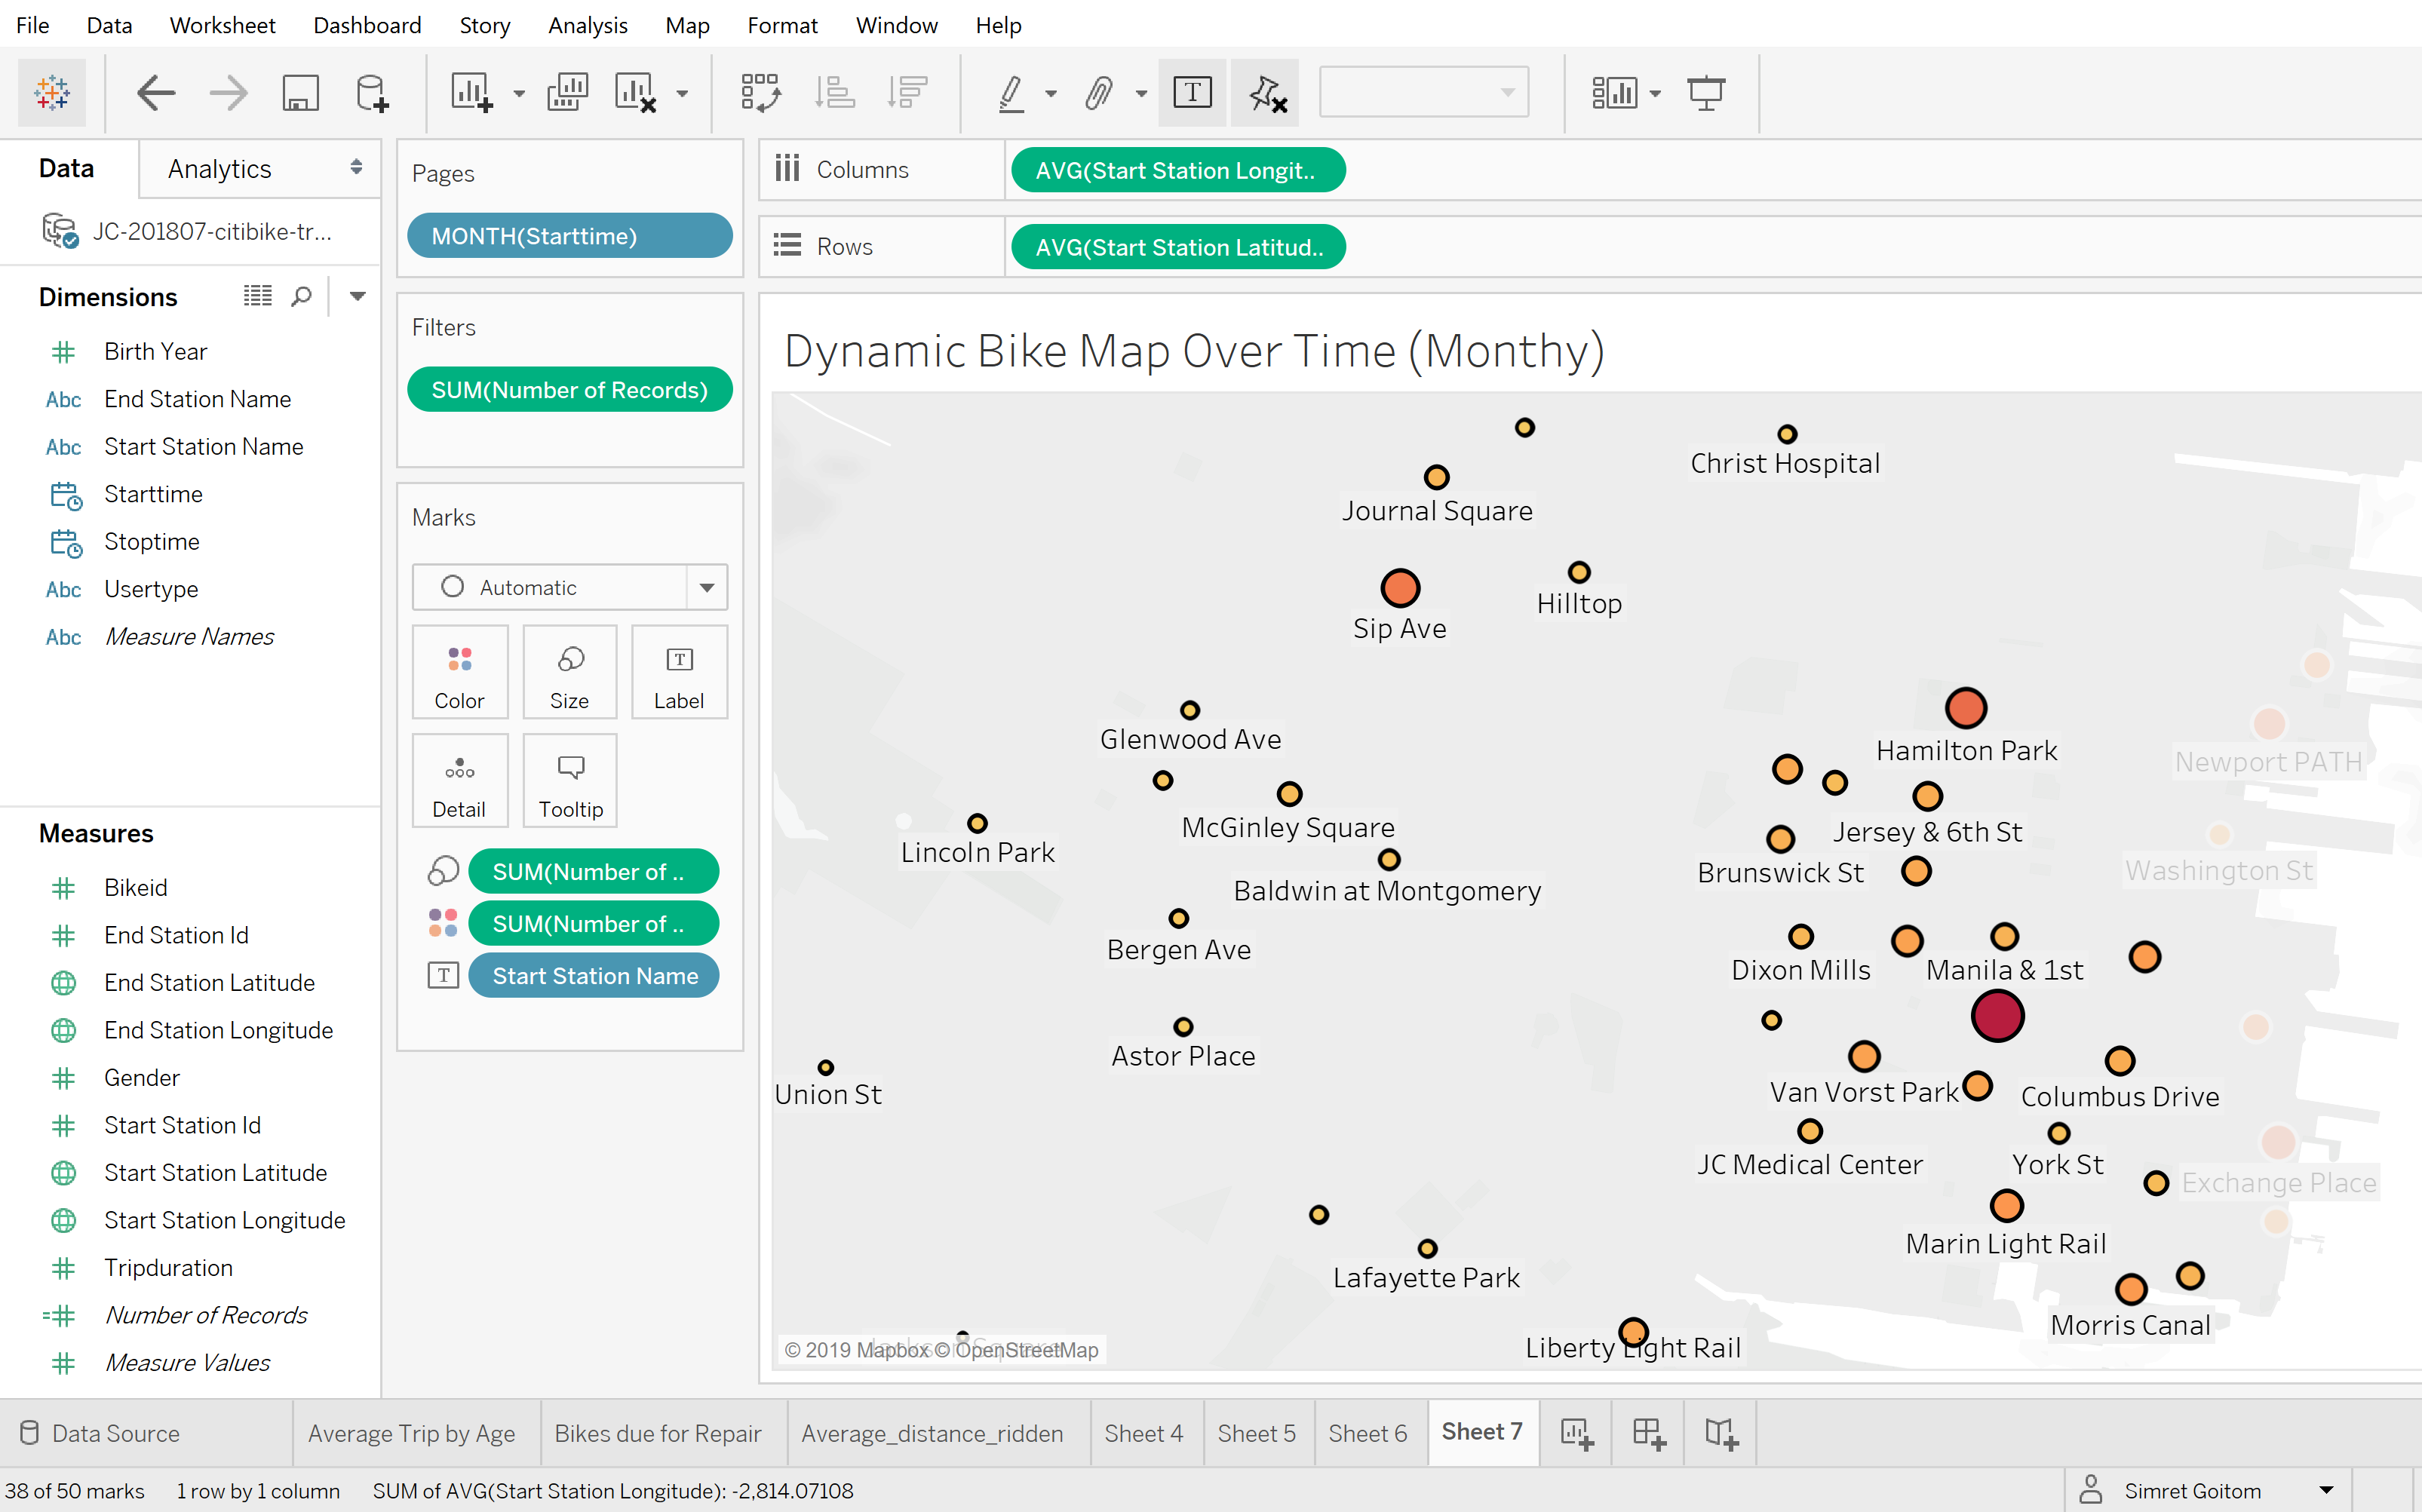 File Data Worksheet Dashboard Story Analysis Map Format Window Help
Data Analytics
JC-201807-citibike-tr...
Dimensions
Birth Year
Abc End Station Name
Abc Start Station Name
Starttime
Stoptime
Abc Usertype
Abc Measure Names
Measures
Bikeid
End Station Id
End Station Latitude
End Station Longitude
Gender
Start Station Id
Start Station Latitude
Start Station Longitude
Tripduration
Number of Records
Measure Values
Pages
MONTH(Starttime)
Filters
SUM(Number of Records)
Marks
Automatic
Color Size Label
Detail Tooltip
SUM(Number of ..
SUM(Number of ..
Start Station Name
Columns AVG(Start Station Longit..
Rows AVG(Start Station Latitud..
Dynamic Bike Map Over Time (Monthy)
Christ Hospital
Journal Square
Hilltop
Sip Ave
Glenwood Ave
Hamilton Park
Newport PATH
McGinley Square
Jersey & 6th St
Lincoln Park
Brunswick St
Washington St
Baldwin at Montgomery
Bergen Ave
Dixon Mills
Manila & 1st
Astor Place
Union St
Van Vorst Park
Columbus Drive
JC Medical Center
York St
Exchange Place
Marin Light Rail
Lafayette Park
Morris Canal
Liberty Light Rail
© 2019 Mapbox © OpenStreetMap
Data Source Average Trip by Age Bikes due for Repair Average_distance_ridden Sheet 4 Sheet 5 Sheet 6 Sheet 7
38 of 50 marks 1 row by 1 column SUM of AVG(Start Station Longitude): -2,814.07108 Simret Goitom